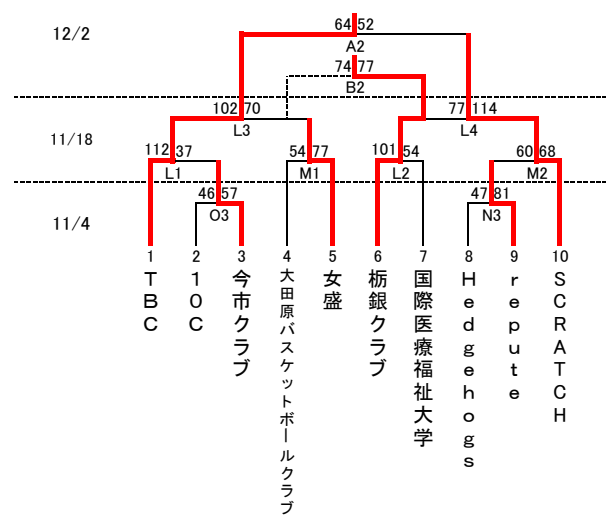 12/2
64 52
A2
74 77
B2
102 70
L3
77 114
L4
11/18
112 37
L1
54 77
M1
101 54
L2
60 68
M2
46 57
O3
47 81
N3
11/4
1 2 3 4 5 6 7 8 9 10
TBC
10C
今市クラブ
大田原バスケットボールクラブ
女盛
栃銀クラブ
国際医療福祉大学
Hedgehogs
repute
SCRATCH